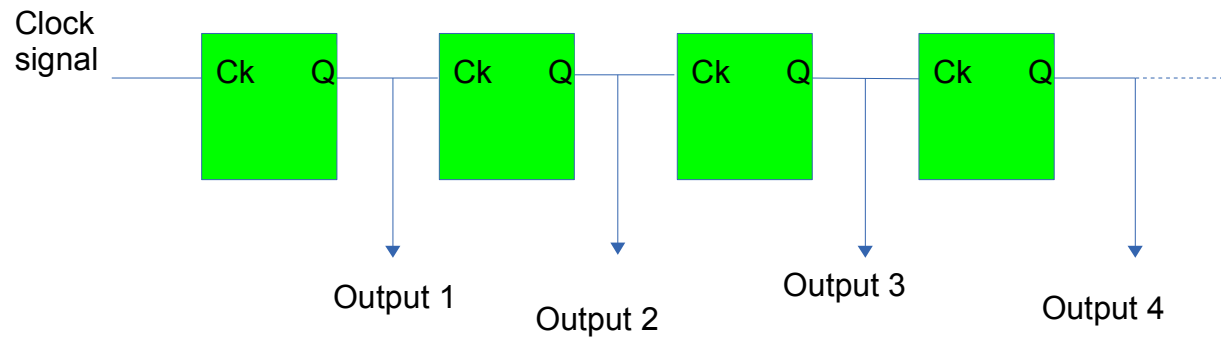 Clock
signal
Ck Q Ck Q Ck Q Ck Q
Output 1
Output 2
Output 3
Output 4